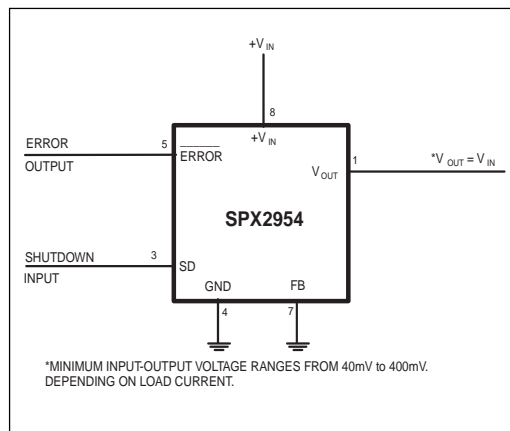 +V IN
8
+V IN
ERROR
OUTPUT
5
ERROR
V OUT
1
*V OUT = V IN
SPX2954
SHUTDOWN
INPUT
3
SD
GND
FB
4
7
*MINIMUM INPUT-OUTPUT VOLTAGE RANGES FROM 40mV to 400mV.
DEPENDING ON LOAD CURRENT.